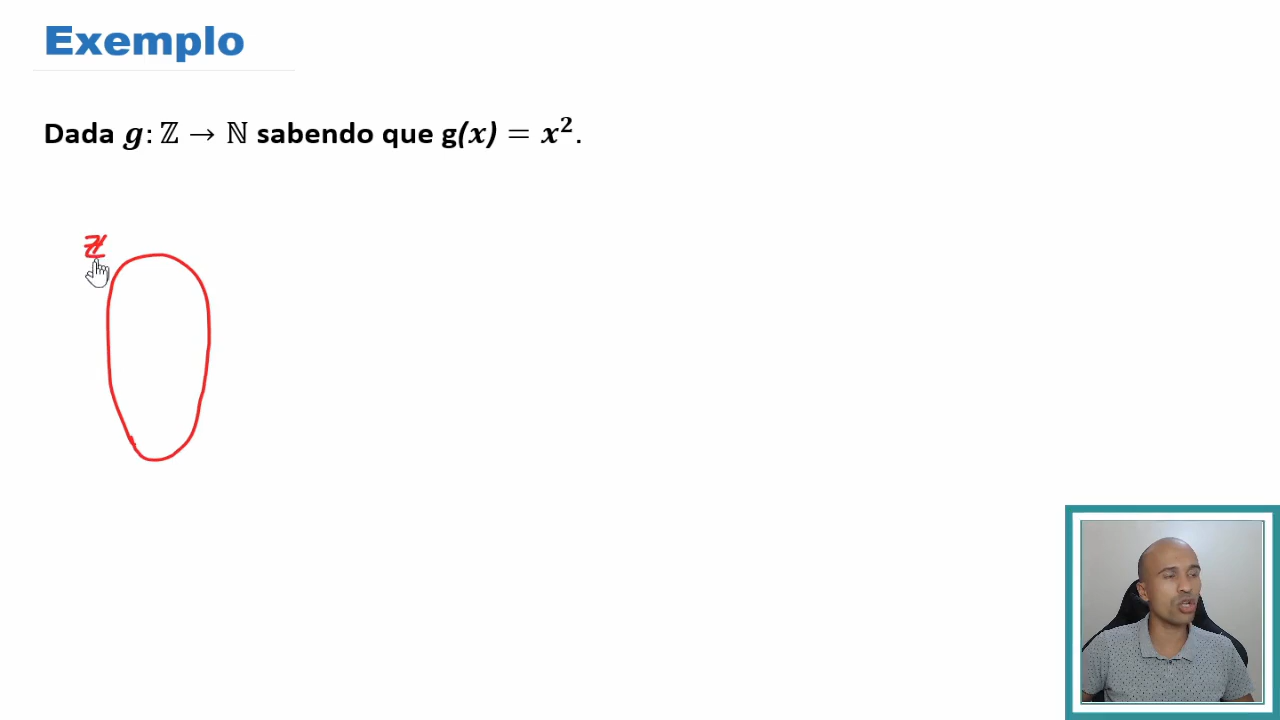 Exemplo
Dada g: ℤ → ℕ sabendo que g(x) = x².
ℤ